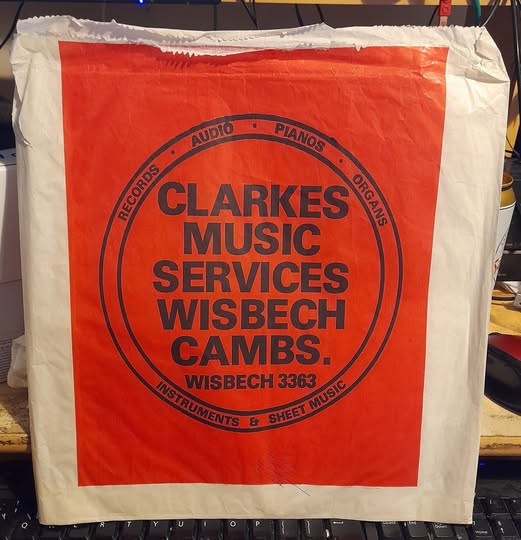 RECORDS · AUDIO · PIANOS · ORGANS
CLARKES
MUSIC
SERVICES
WISBECH
CAMBS.
WISBECH 3363
INSTRUMENTS & SHEET MUSIC
E R T Y U I O P